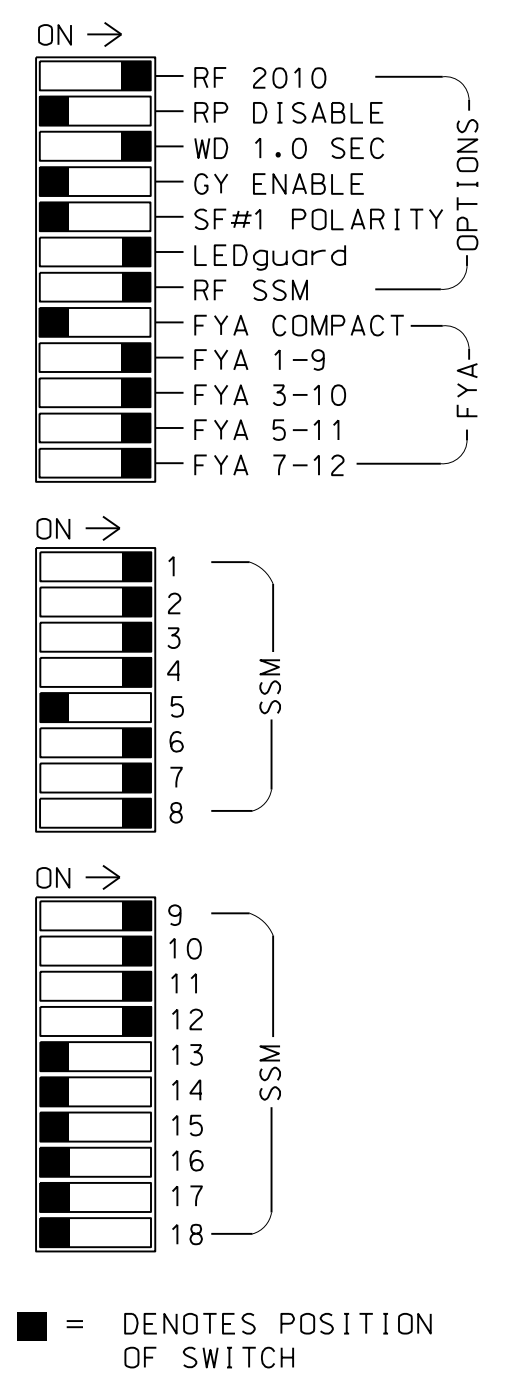 ON →
RF 2010
RP DISABLE
WD 1.0 SEC
GY ENABLE
SF#1 POLARITY
LEDguard
RF SSM
OPTIONS
FYA COMPACT
FYA 1-9
FYA 3-10
FYA 5-11
FYA 7-12
FYA
ON →
1
2
3
4
5
6
7
8
SSM
ON →
9
10
11
12
13
14
15
16
17
18
SSM
= DENOTES POSITION
OF SWITCH